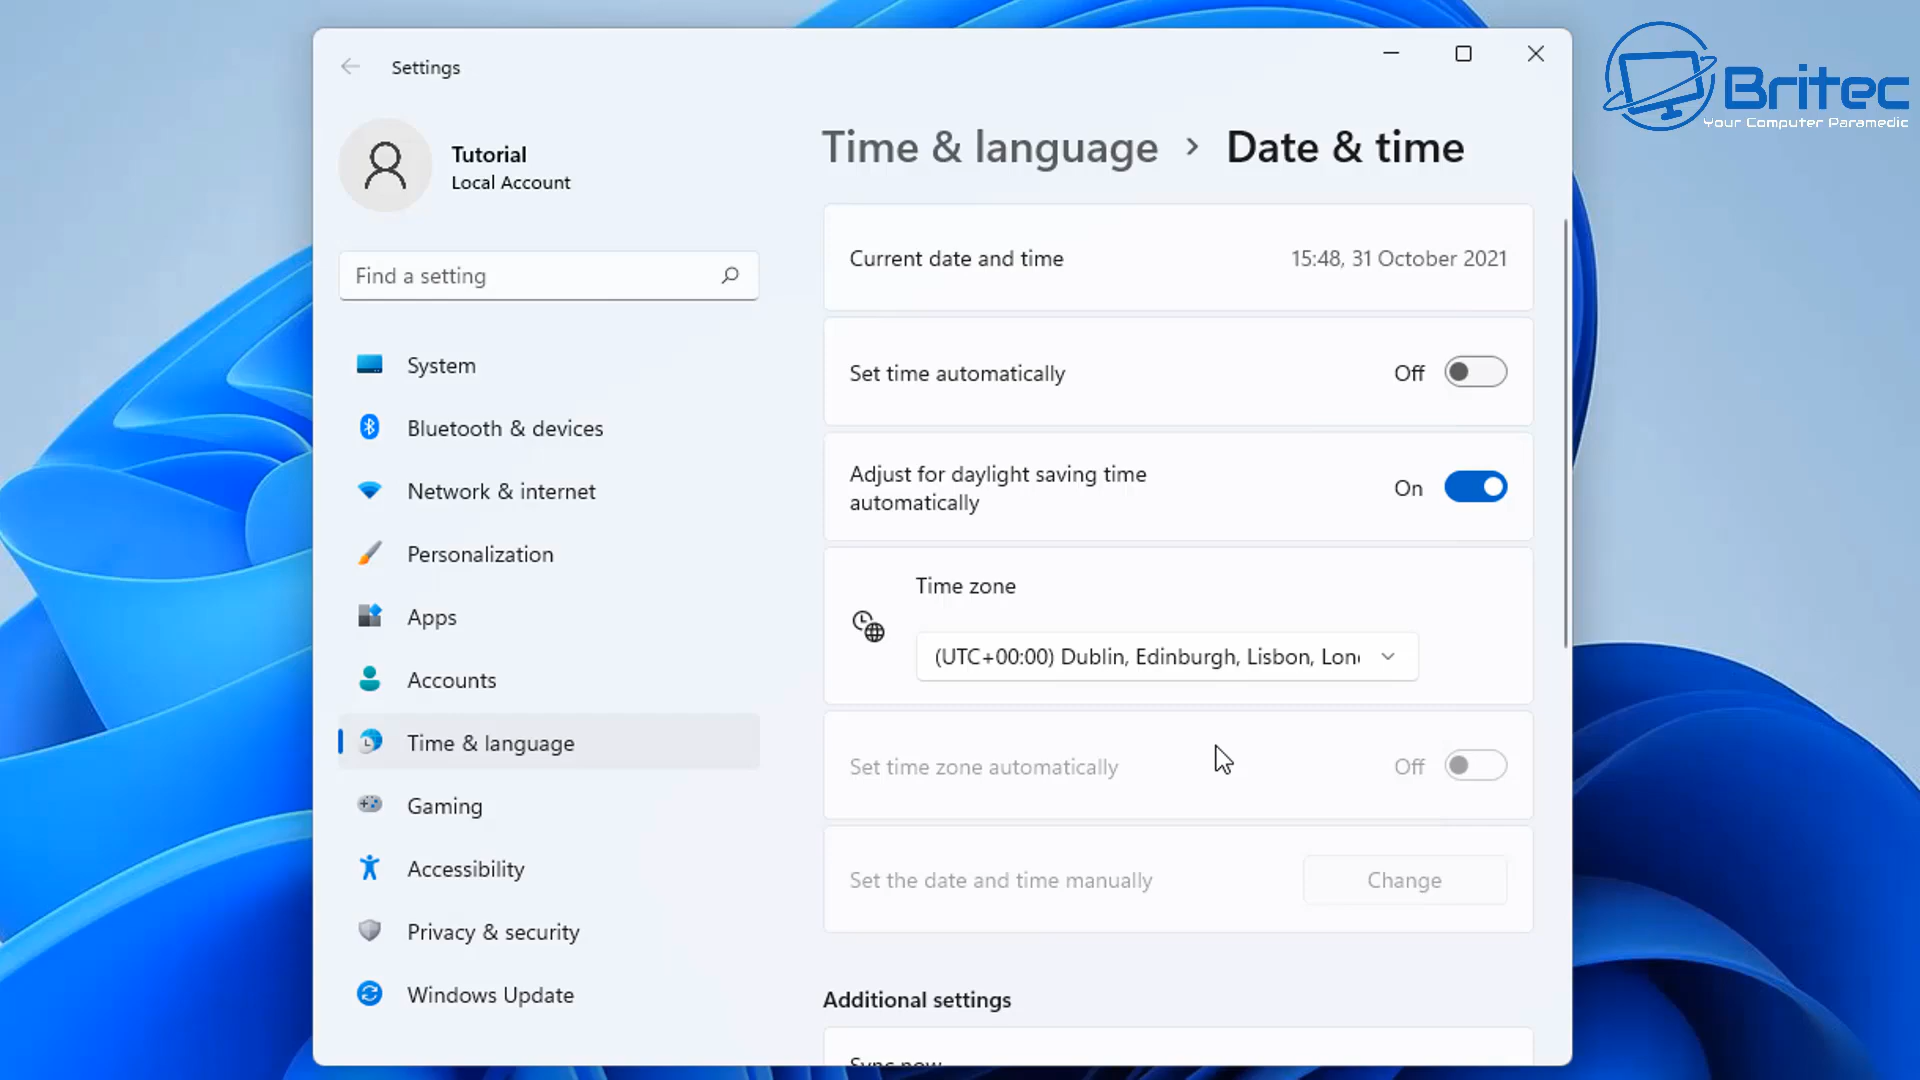 Settings
Britec
Your Computer Paramedic
Tutorial
Local Account
Find a setting
System
Bluetooth & devices
Network & internet
Personalization
Apps
Accounts
Time & language
Gaming
Accessibility
Privacy & security
Windows Update
Time & language › Date & time
Current date and time 15:48, 31 October 2021
Set time automatically Off
Adjust for daylight saving time
automatically On
Time zone
(UTC+00:00) Dublin, Edinburgh, Lisbon, Lon
Set time zone automatically Off
Set the date and time manually Change
Additional settings
Sync now